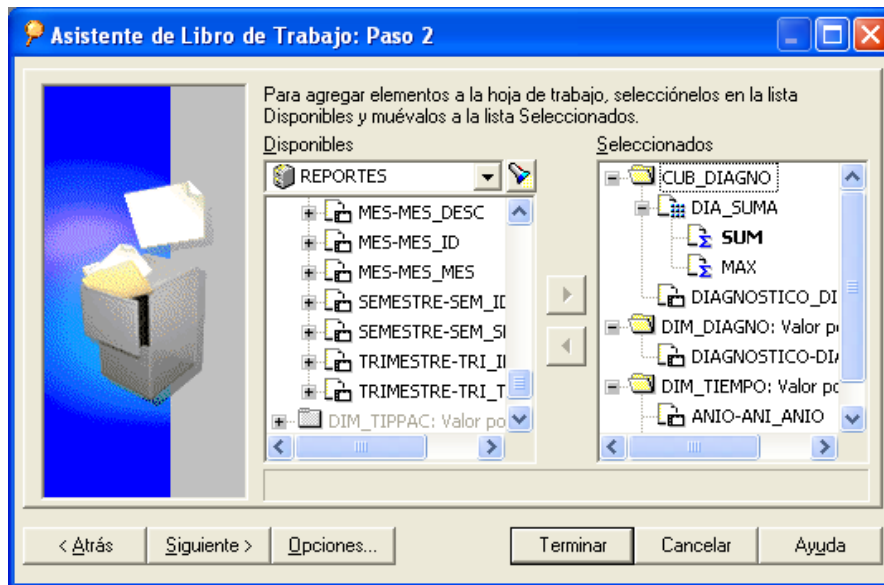 Asistente de Libro de Trabajo: Paso 2
Para agregar elementos a la hoja de trabajo, selecciónelos en la lista
Disponibles y muévalos a la lista Seleccionados.
Disponibles
REPORTES
MES-MES_DESC
MES-MES_ID
MES-MES_MES
SEMESTRE-SEM_ID
SEMESTRE-SEM_SI
TRIMESTRE-TRI_I
TRIMESTRE-TRI_T
DIM_TIPPAC: Valor po
Seleccionados
CUB_DIAGNO
DIA_SUMA
SUM
MAX
DIAGNOSTICO_DI
DIM_DIAGNO: Valor p
DIAGNOSTICO-DI
DIM_TIEMPO: Valor po
ANIO-ANI_ANIO
< Atrás
Siguiente >
Opciones...
Terminar
Cancelar
Ayuda